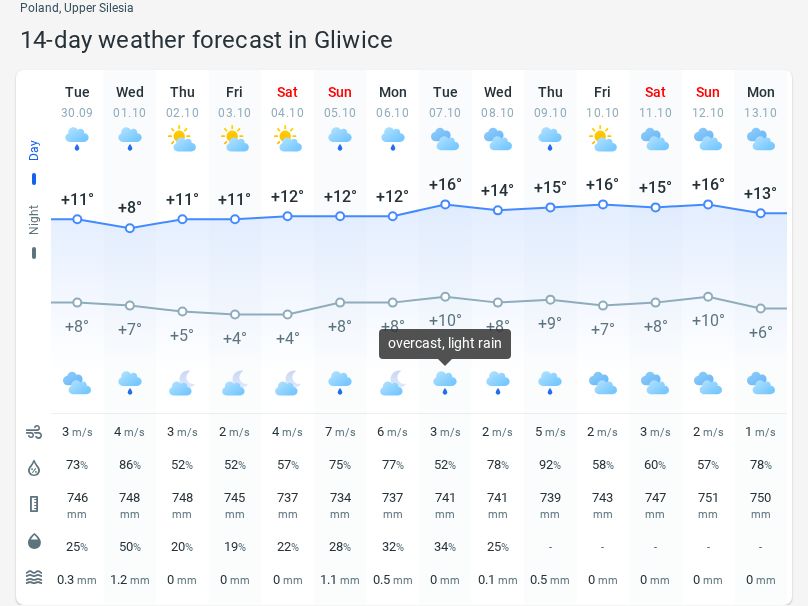 Poland, Upper Silesia
14-day weather forecast in Gliwice
Tue Wed Thu Fri Sat Sun Mon Tue Wed Thu Fri Sat Sun Mon
30.09 01.10 02.10 03.10 04.10 05.10 06.10 07.10 08.10 09.10 10.10 11.10 12.10 13.10
Day
+11° +8° +11° +11° +12° +12° +12° +16° +14° +15° +16° +15° +16° +13°
Night
+8° +7° +5° +4° +4° +8° +8° +10° +8° +9° +7° +8° +10° +6°
overcast, light rain
3 m/s 4 m/s 3 m/s 2 m/s 4 m/s 7 m/s 6 m/s 3 m/s 2 m/s 5 m/s 2 m/s 3 m/s 2 m/s 1 m/s
73% 86% 52% 52% 57% 75% 77% 52% 78% 92% 58% 60% 57% 78%
746 748 748 745 737 734 737 741 741 739 743 747 751 750
mm mm mm mm mm mm mm mm mm mm mm mm mm mm
25% 50% 20% 19% 22% 28% 32% 34% 25% - - - - -
0.3 mm 1.2 mm 0 mm 0 mm 0 mm 1.1 mm 0.5 mm 0 mm 0.1 mm 0.5 mm 0 mm 0 mm 0 mm 0 mm